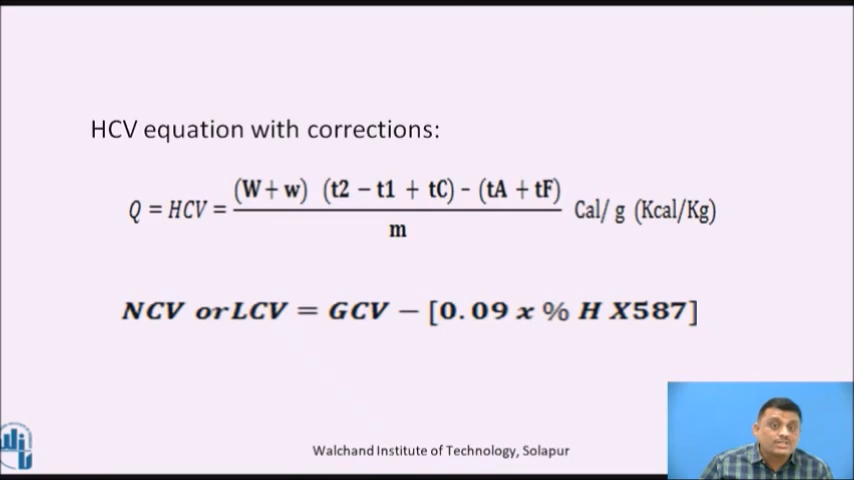 HCV equation with corrections:
Q = HCV = (W + w) (t2 − t1 + tC) - (tA + tF) / m Cal/ g (Kcal/Kg)
NCV or LCV = GCV − [0.09 x % H X587]
Walchand Institute of Technology, Solapur